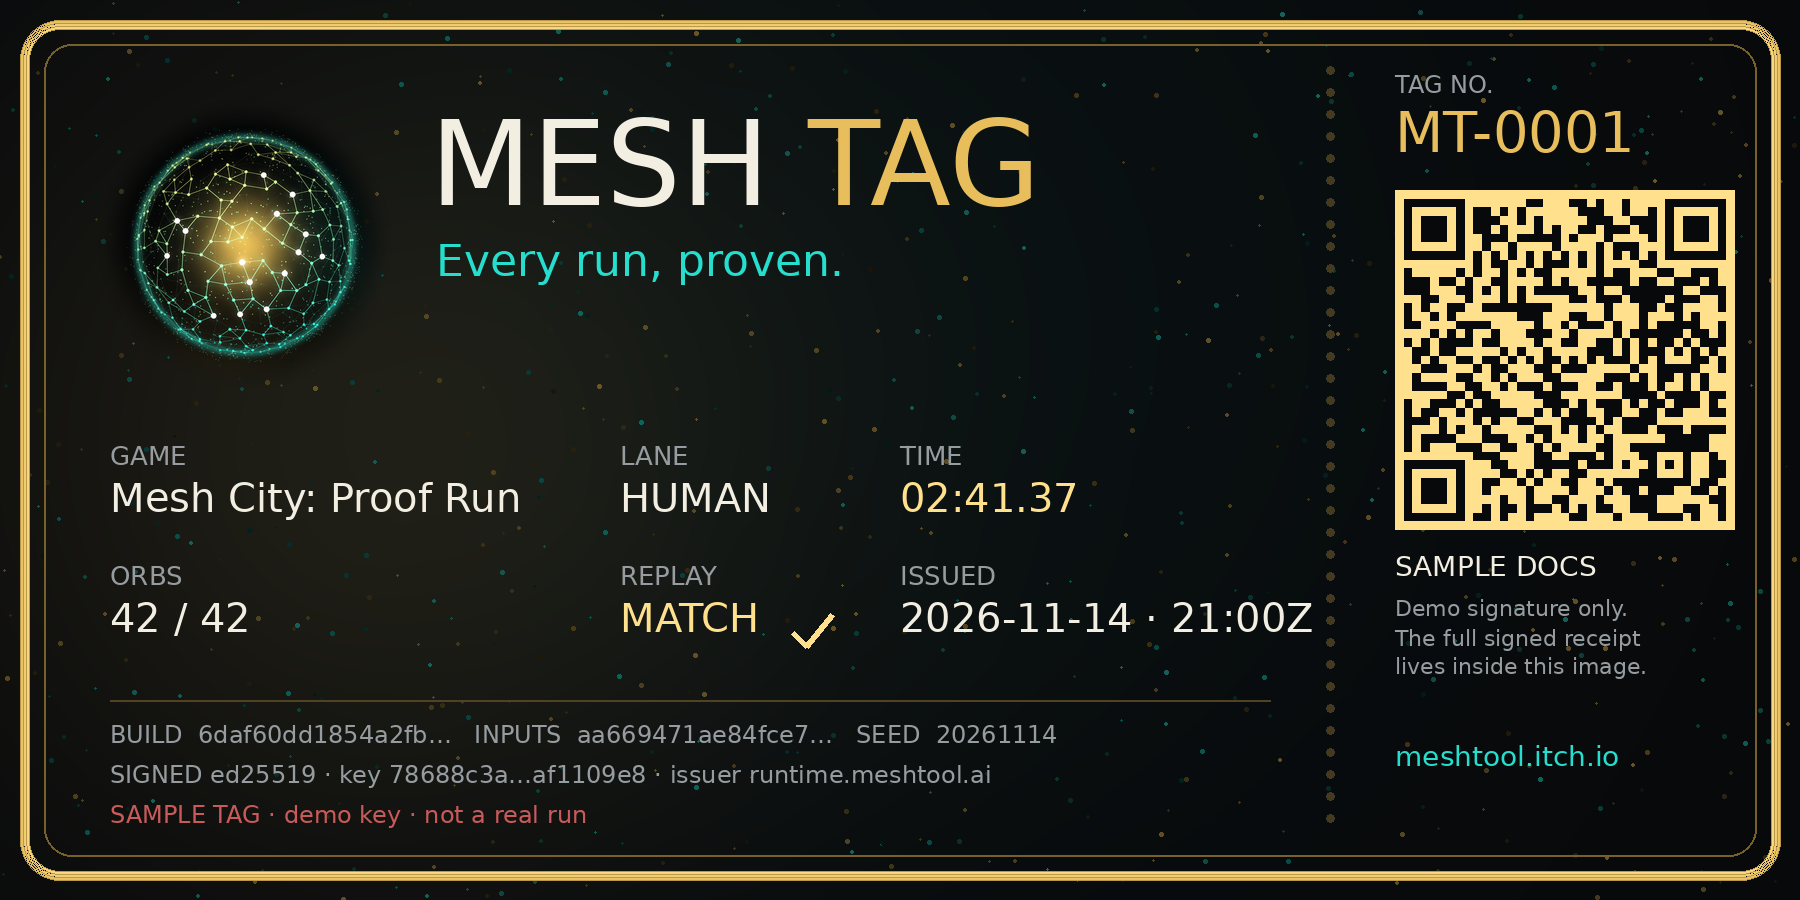 MESH TAG
Every run, proven.
GAME
Mesh City: Proof Run
LANE
HUMAN
TIME
02:41.37
ORBS
42 / 42
REPLAY
MATCH
ISSUED
2026-11-14 · 21:00Z
BUILD 6daf60dd1854a2fb… INPUTS aa669471ae84fce7… SEED 20261114
SIGNED ed25519 · key 78688c3a…af1109e8 · issuer runtime.meshtool.ai
SAMPLE TAG · demo key · not a real run
TAG NO.
MT-0001
SAMPLE DOCS
Demo signature only.
The full signed receipt
lives inside this image.
meshtool.itch.io